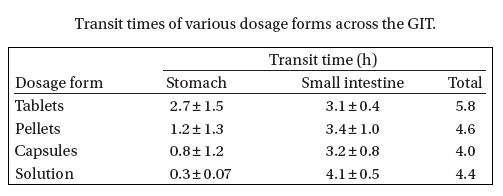 Transit times of various dosage forms across the GIT.
Transit time (h)
Dosage form Stomach Small intestine Total
Tablets 2.7 ± 1.5 3.1 ± 0.4 5.8
Pellets 1.2 ± 1.3 3.4 ± 1.0 4.6
Capsules 0.8 ± 1.2 3.2 ± 0.8 4.0
Solution 0.3 ± 0.07 4.1 ± 0.5 4.4